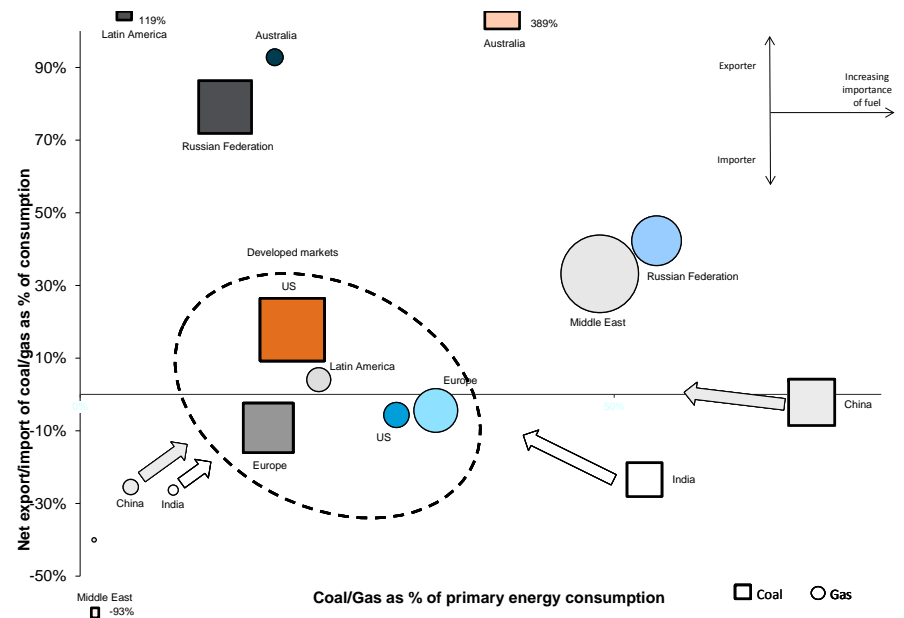 119%
Latin America
Australia
389%
Australia
90%
Exporter
Increasing
importance
of fuel
70%
Russian Federation
Importer
50%
Developed markets
Russian Federation
30%
US
Middle East
10%
Latin America
Europe
0%
50%
China
-10%
US
Europe
India
-30%
China
India
-50%
Net export/import of coal/gas as % of consumption
Coal/Gas as % of primary energy consumption
Coal
Gas
Middle East
-93%